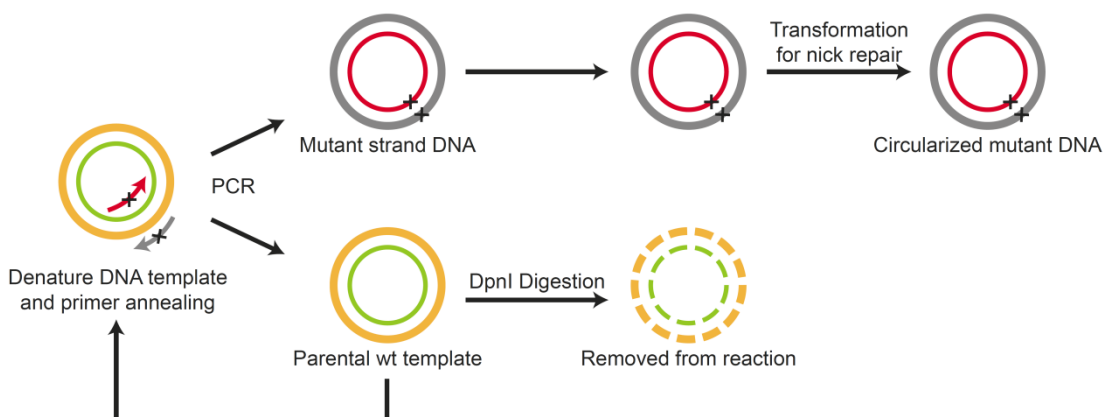 Transformation
for nick repair
Mutant strand DNA
Circularized mutant DNA
PCR
Denature DNA template
and primer annealing
DpnI Digestion
Parental wt template
Removed from reaction